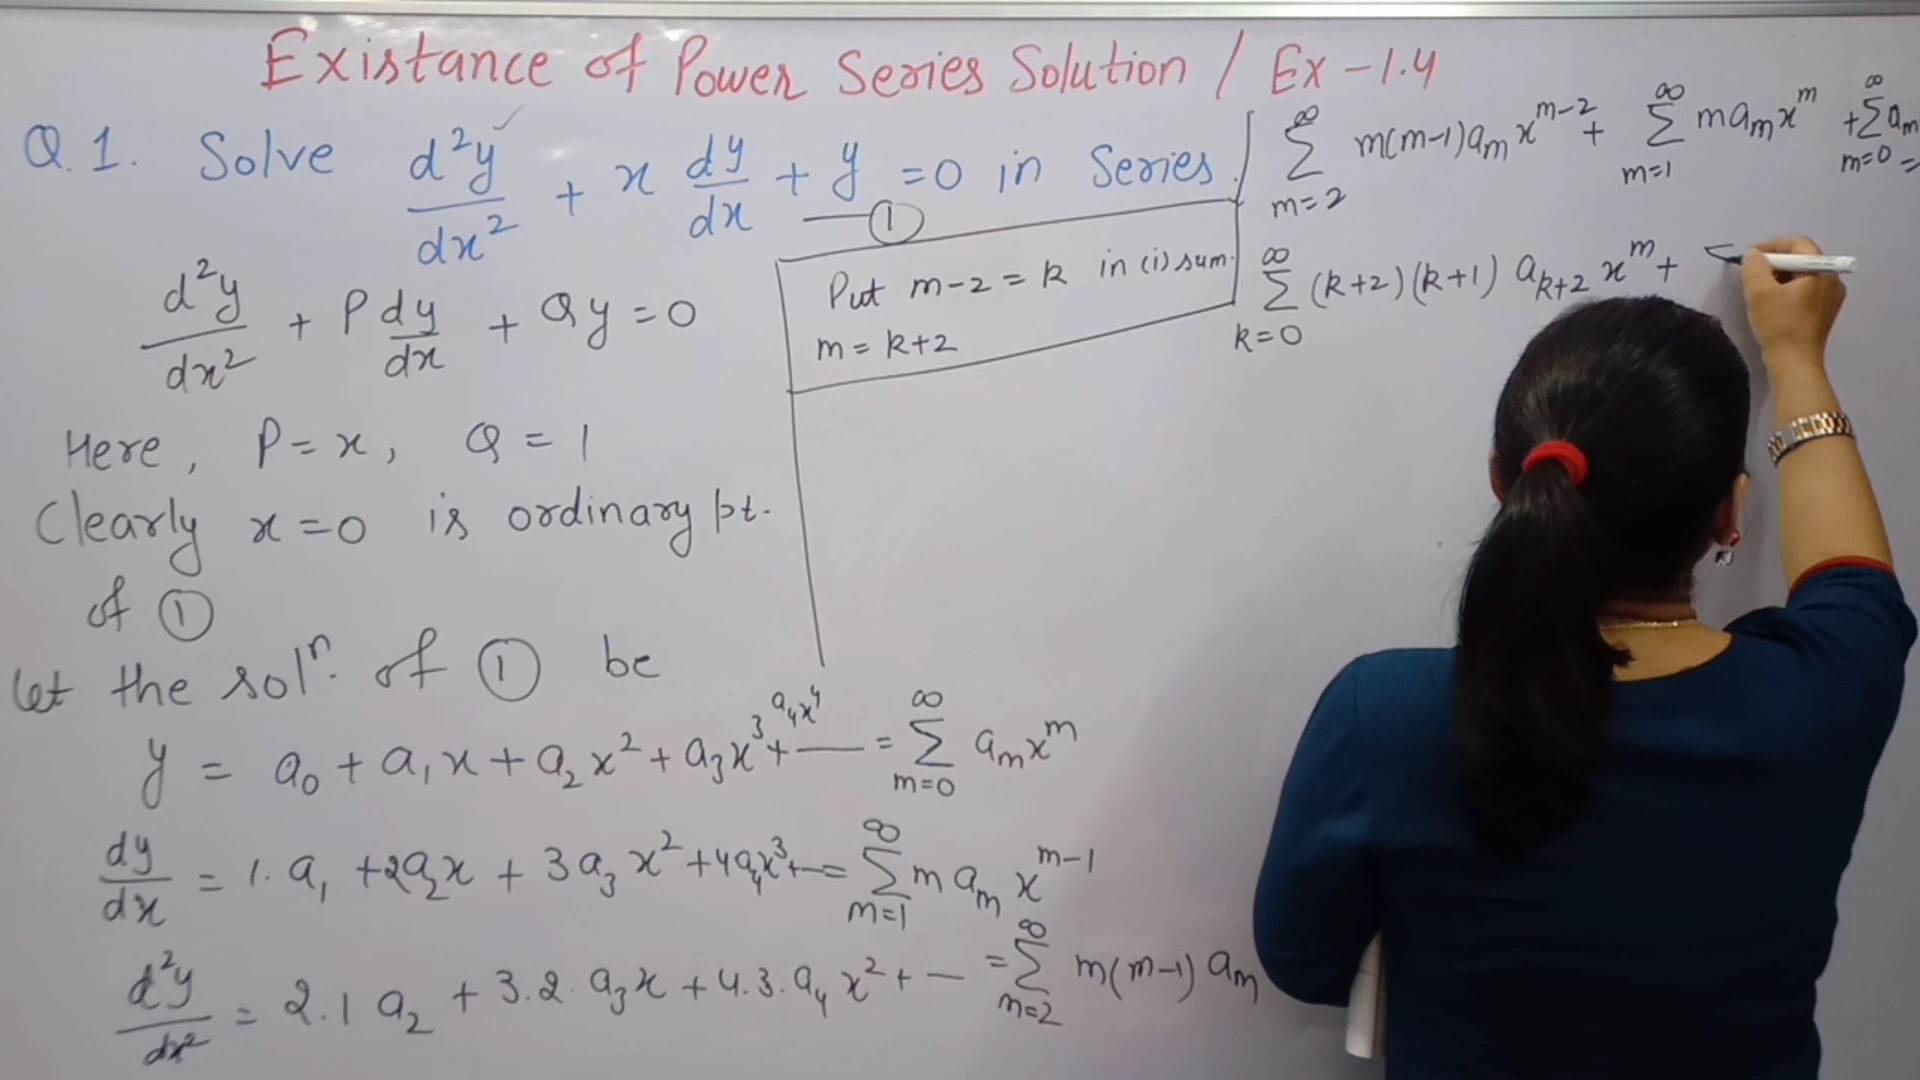 Existance of Power Series Solution / Ex-1.4
Q.1. Solve d²y/dx² + x dy/dx + y = 0 in Series.
—①
d²y/dx² + P dy/dx + Qy = 0
Here, P = x, Q = 1
Clearly x = 0 is ordinary pt.
of ①
let the solⁿ. of ① be
y = a₀ + a₁x + a₂x² + a₃x³ + a₄x⁴ — = ∑_{m=0}^{∞} a_m x^m
dy/dx = 1. a₁ + 2a₂x + 3a₃x² + 4a₄x³ + — = ∑_{m=1}^{∞} m a_m x^{m-1}
d²y/dx² = 2.1 a₂ + 3.2. a₃x + 4.3. a₄x² + — = ∑_{m=2}^{∞} m(m-1) a_m
Put m-2 = k in (i) sum.
m = k+2
∑_{m=2}^{∞} m(m-1) a_m x^{m-2} + ∑_{m=1}^{∞} m a_m x^m + ∑_{m=0}^{∞} a_m =
∑_{k=0}^{∞} (k+2)(k+1) a_{k+2} x^m +